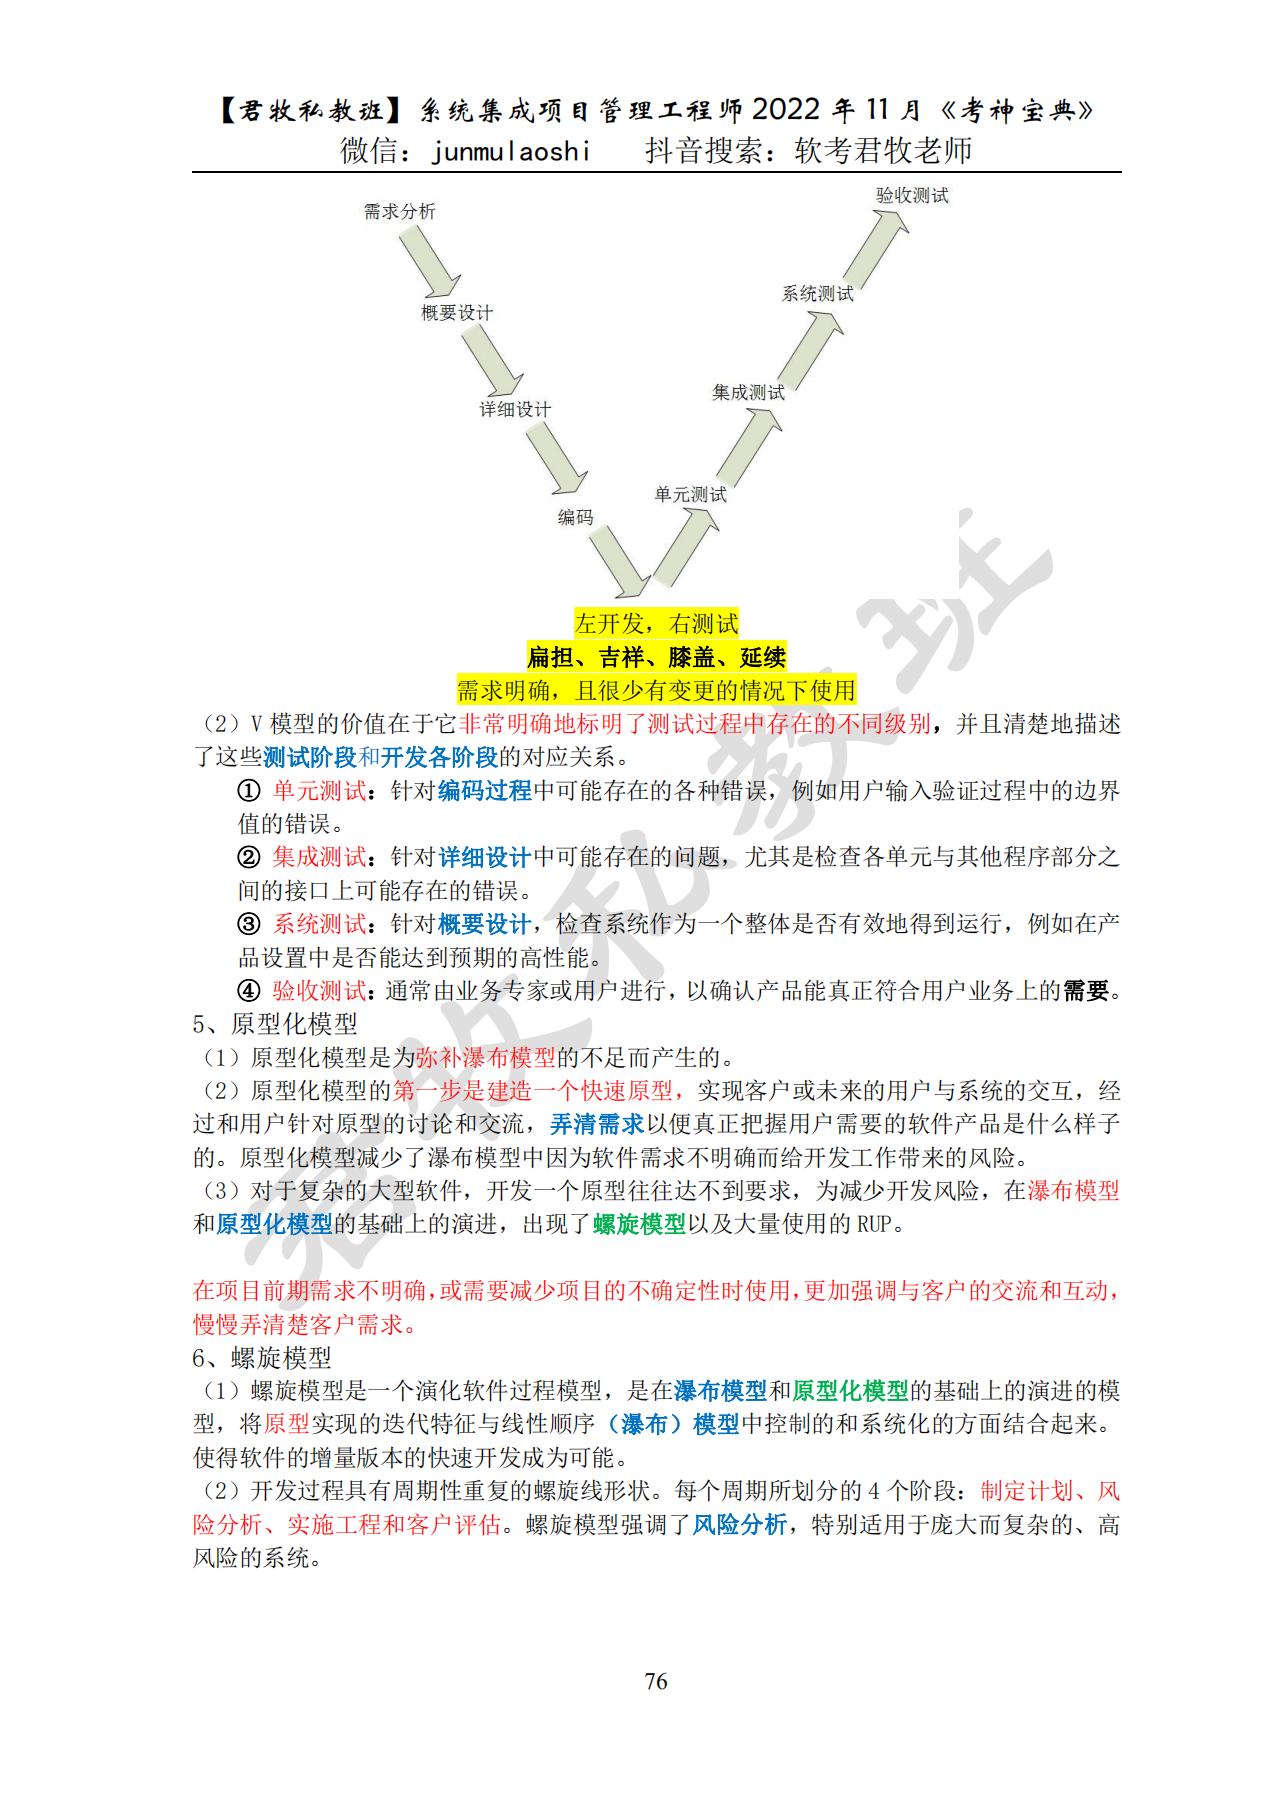 【君牧私教班】系统集成项目管理工程师 2022 年 11 月《考神宝典》
微信：junmulaoshi 抖音搜索：软考君牧老师
需求分析
验收测试
概要设计
系统测试
详细设计
集成测试
编码
单元测试
左开发，右测试
扁担、吉祥、膝盖、延续
需求明确，且很少有变更的情况下使用
（2）V 模型的价值在于它非常明确地标明了测试过程中存在的不同级别，并且清楚地描述
了这些测试阶段和开发各阶段的对应关系。
① 单元测试：针对编码过程中可能存在的各种错误，例如用户输入验证过程中的边界
值的错误。
② 集成测试：针对详细设计中可能存在的问题，尤其是检查各单元与其他程序部分之
间的接口上可能存在的错误。
③ 系统测试：针对概要设计，检查系统作为一个整体是否有效地得到运行，例如在产
品设置中是否能达到预期的高性能。
④ 验收测试：通常由业务专家或用户进行，以确认产品能真正符合用户业务上的需要。
5、原型化模型
（1）原型化模型是为弥补瀑布模型的不足而产生的。
（2）原型化模型的第一步是建造一个快速原型，实现客户或未来的用户与系统的交互，经
过和用户针对原型的讨论和交流，弄清需求以便真正把握用户需要的软件产品是什么样子
的。原型化模型减少了瀑布模型中因为软件需求不明确而给开发工作带来的风险。
（3）对于复杂的大型软件，开发一个原型往往达不到要求，为减少开发风险，在瀑布模型
和原型化模型的基础上的演进，出现了螺旋模型以及大量使用的 RUP。
在项目前期需求不明确，或需要减少项目的不确定性时使用，更加强调与客户的交流和互动，
慢慢弄清楚客户需求。
6、螺旋模型
（1）螺旋模型是一个演化软件过程模型，是在瀑布模型和原型化模型的基础上的演进的模
型，将原型实现的迭代特征与线性顺序（瀑布）模型中控制的和系统化的方面结合起来。
使得软件的增量版本的快速开发成为可能。
（2）开发过程具有周期性重复的螺旋线形状。每个周期所划分的 4 个阶段：制定计划、风
险分析、实施工程和客户评估。螺旋模型强调了风险分析，特别适用于庞大而复杂的、高
风险的系统。
76
君牧私教班